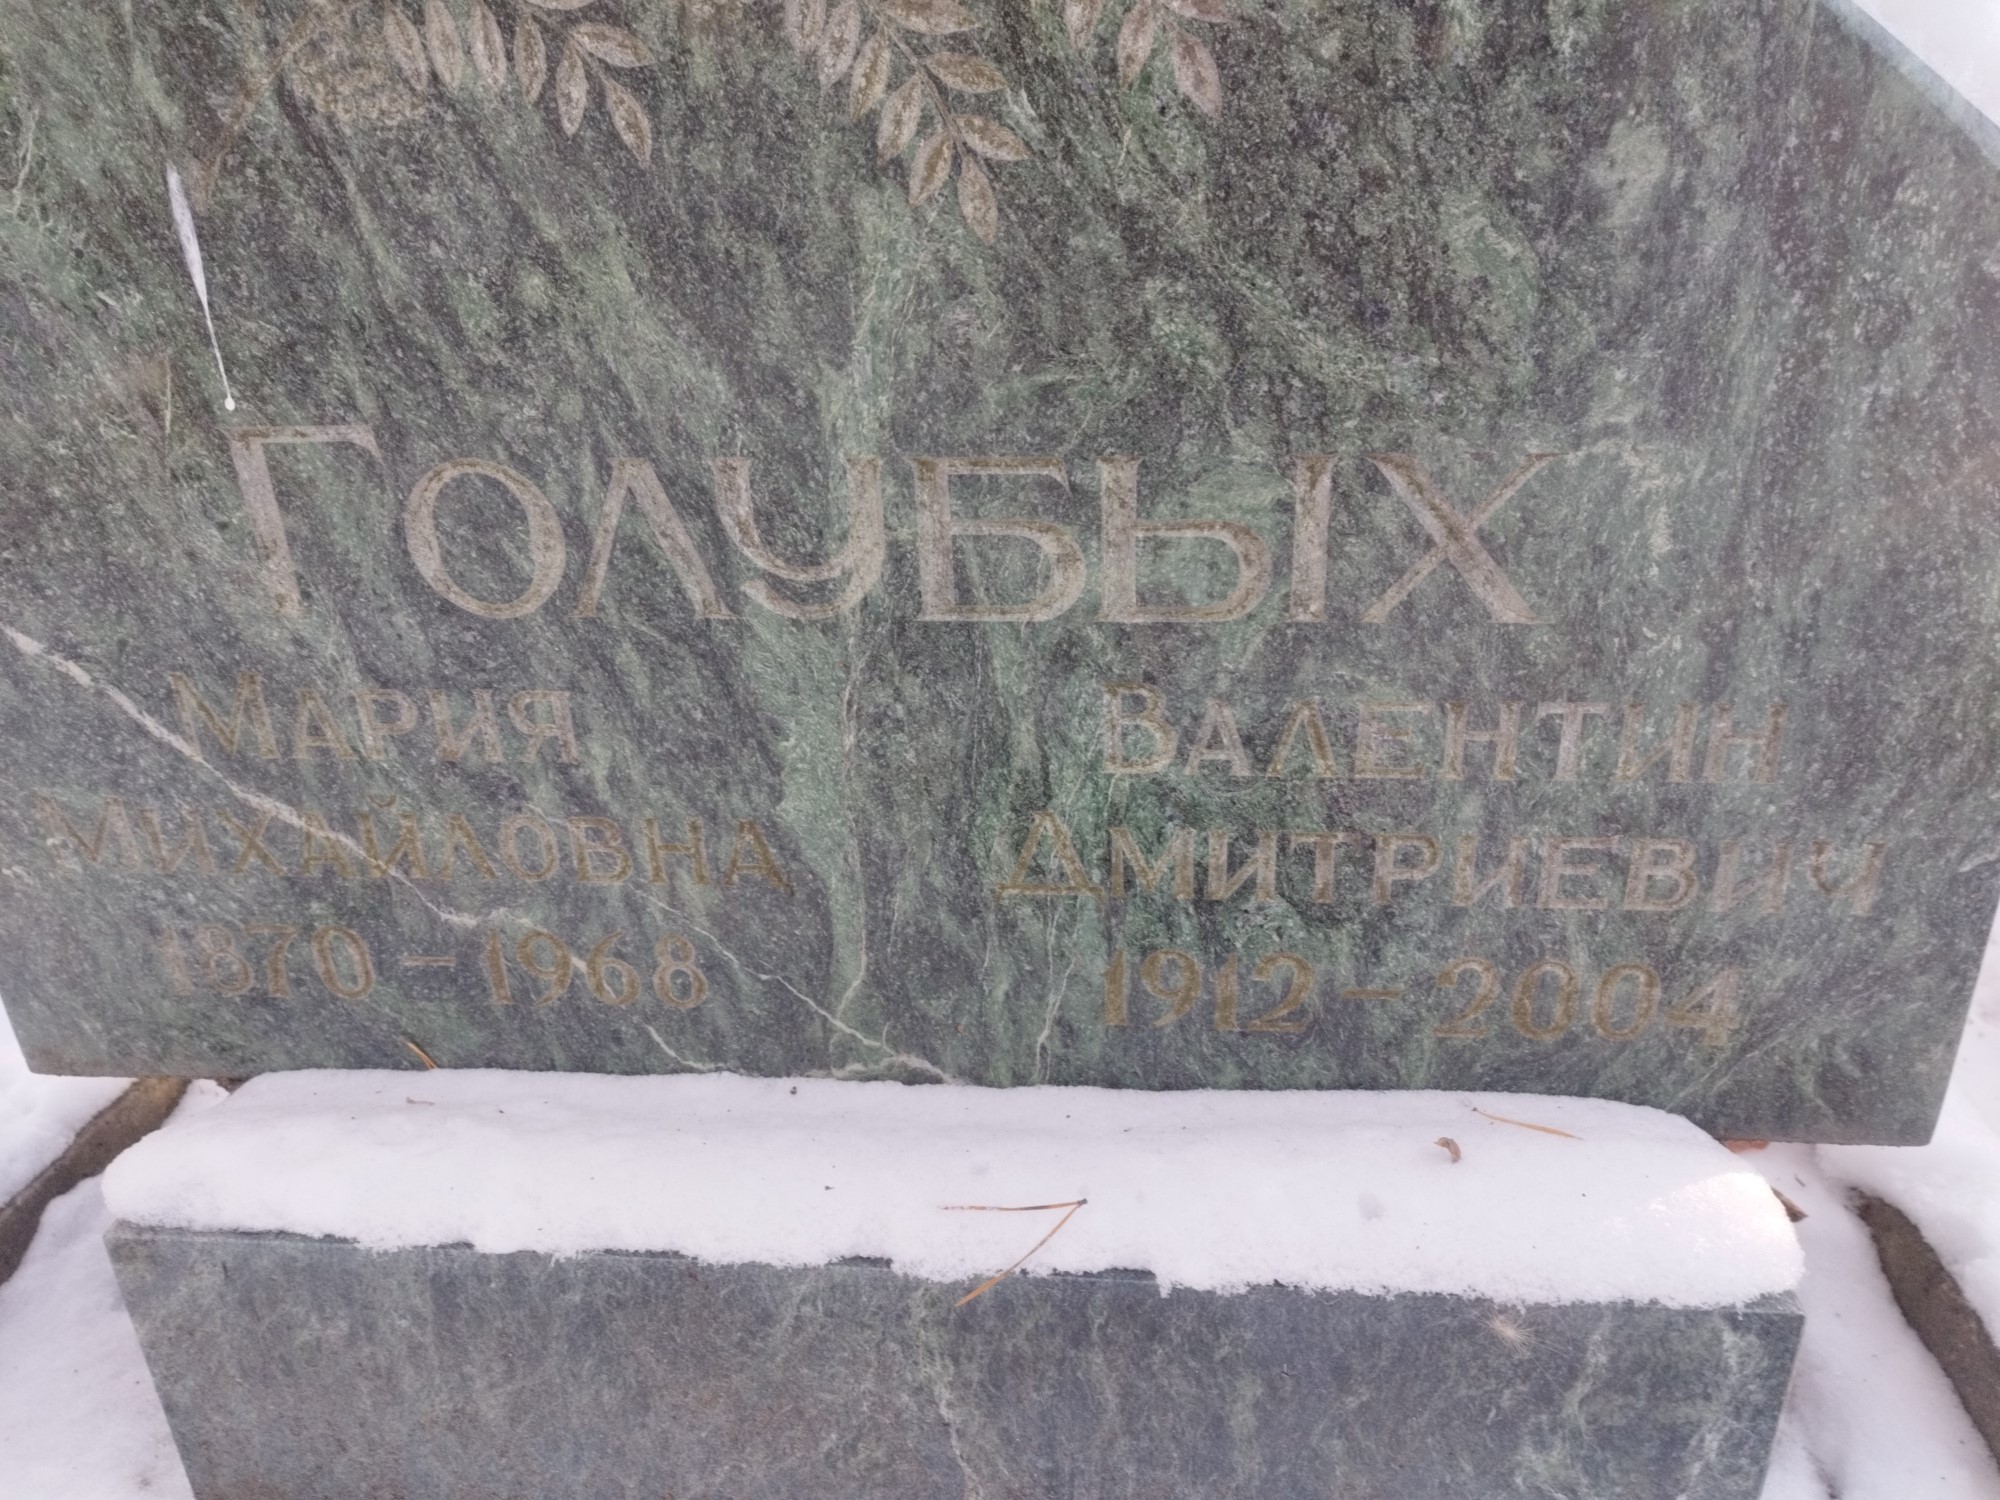 Голубых
Мария
Михайловна
1870 – 1968
Валентин
Дмитриевич
1912 – 2004